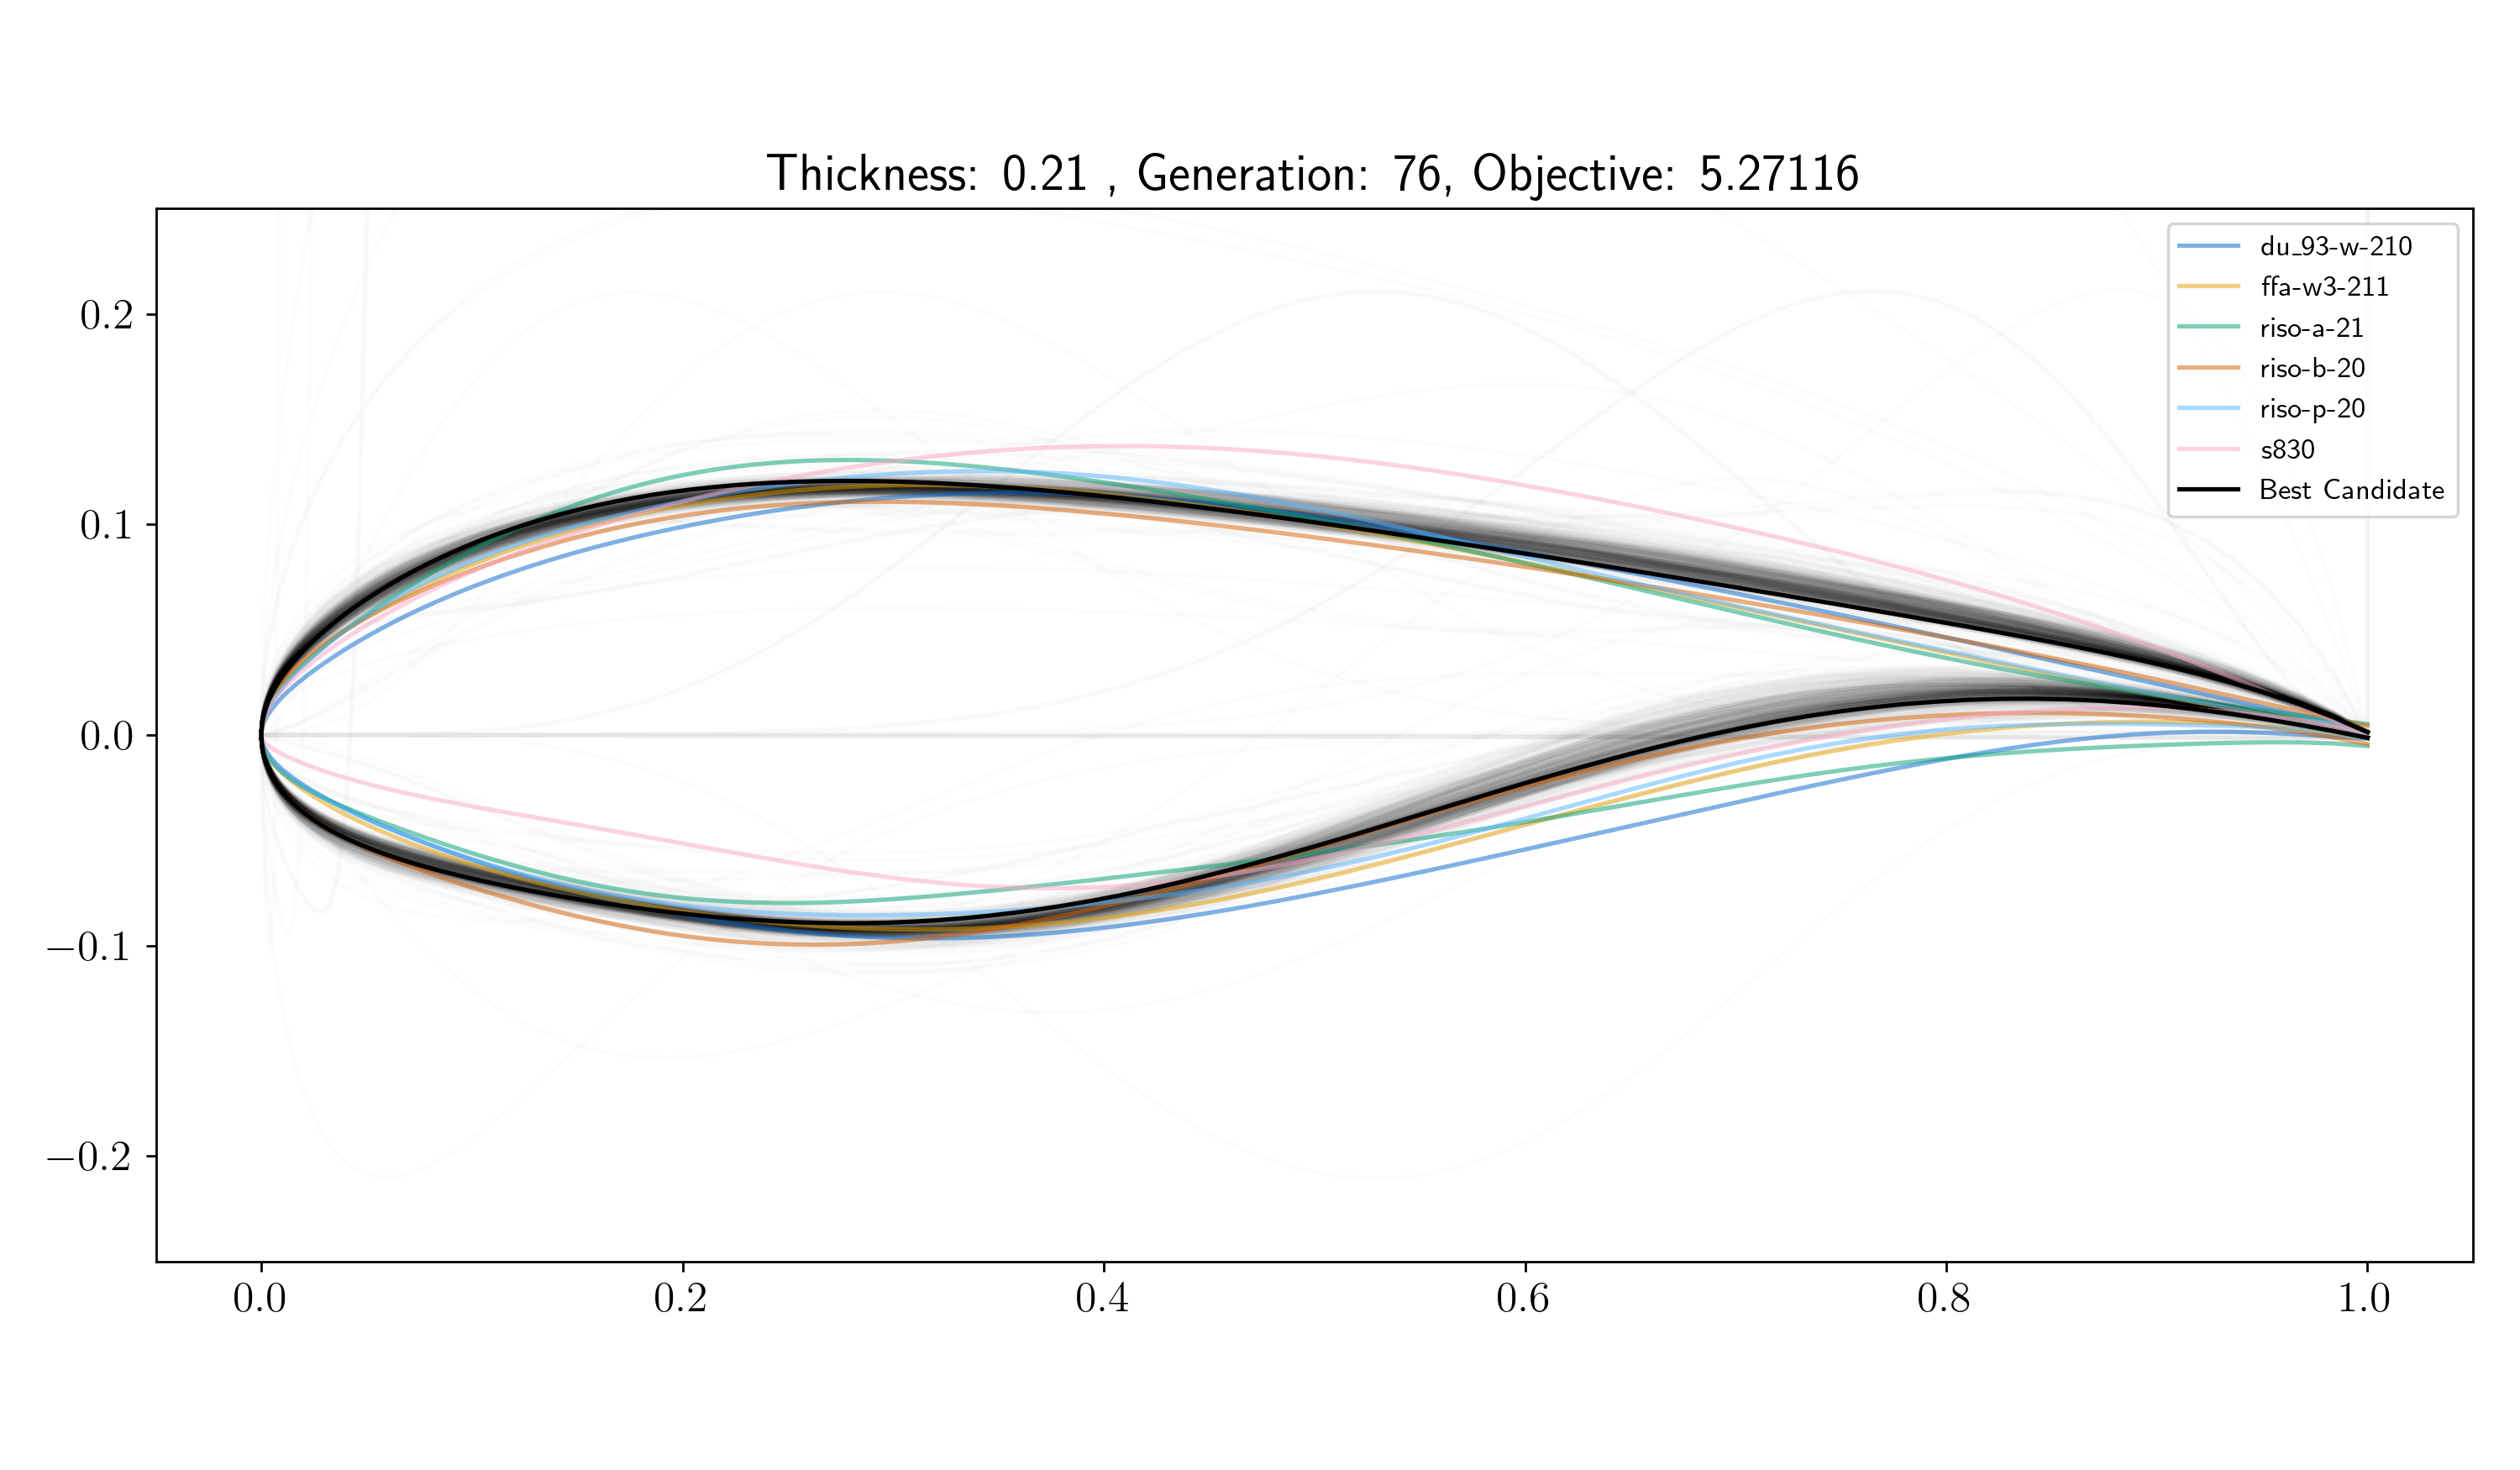 Thickness: 0.21 , Generation: 76, Objective: 5.27116
du_93-w-210
ffa-w3-211
riso-a-21
riso-b-20
riso-p-20
s830
Best Candidate
0.2
0.1
0.0
−0.1
−0.2
0.0 0.2 0.4 0.6 0.8 1.0